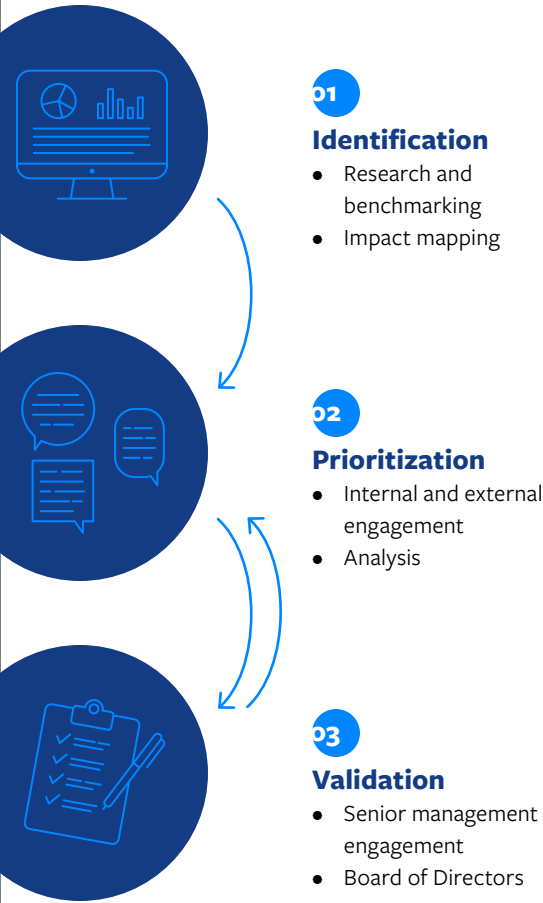 01
Identification
● Research and
benchmarking
● Impact mapping
02
Prioritization
● Internal and external
engagement
● Analysis
03
Validation
● Senior management
engagement
● Board of Directors